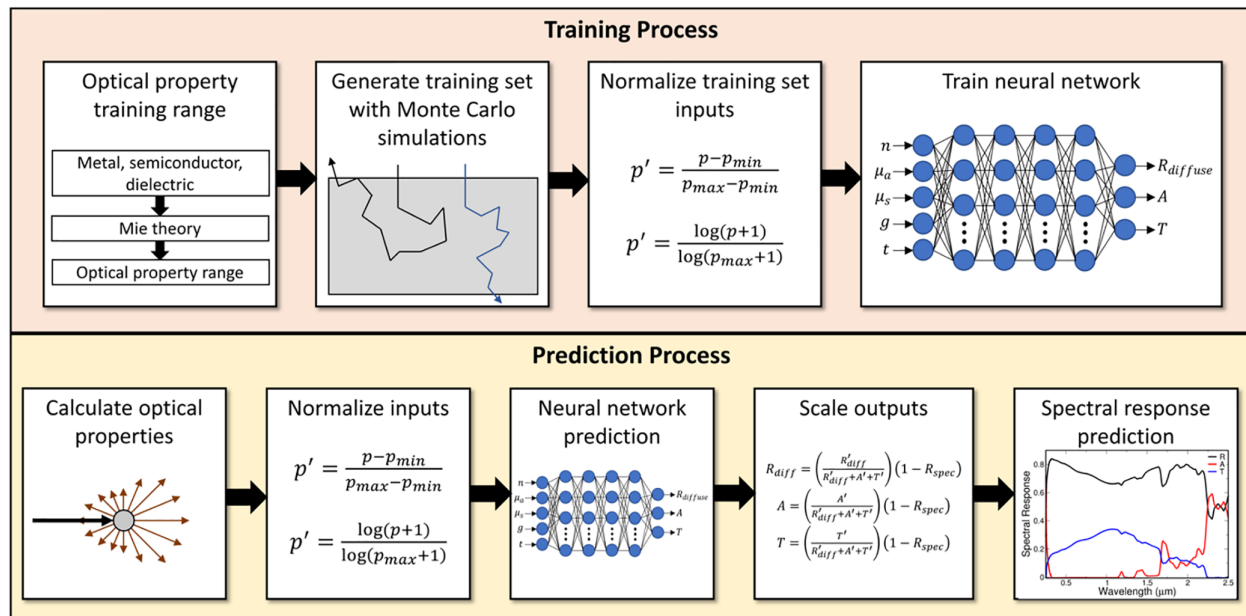 Training Process
Optical property
training range
Metal, semiconductor,
dielectric
Mie theory
Optical property range
Generate training set
with Monte Carlo
simulations
Normalize training set
inputs
p′ = (p−p_min)/(p_max−p_min)
p′ = log(p+1)/log(p_max+1)
Train neural network
n
μ_a
μ_s
g
t
R_diffuse
A
T
Prediction Process
Calculate optical
properties
Normalize inputs
p′ = (p−p_min)/(p_max−p_min)
p′ = log(p+1)/log(p_max+1)
Neural network
prediction
n
μ_a
μ_s
g
t
R_diffuse
A
T
Scale outputs
R_diff = (R′_diff/(R′_diff+A′+T′))(1 − R_spec)
A = (A′/(R′_diff+A′+T′))(1 − R_spec)
T = (T′/(R′_diff+A′+T′))(1 − R_spec)
Spectral response
prediction
R
A
T
Spectral Response
0.8
0.6
0.4
0.2
0
0.5
1.0
1.5
2.0
2.5
Wavelength (μm)